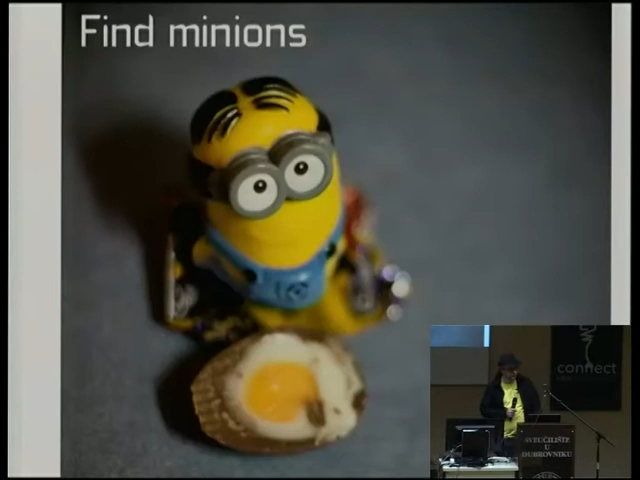 Find minions
connect
SVEUČILIŠTE
U
DUBROVNIKU